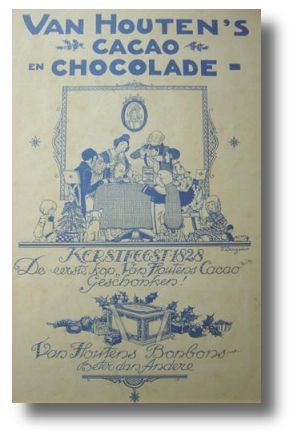 VAN HOUTEN'S
CACAO
EN CHOCOLADE =
KERSTFEEST 1828
De eerste kop Van Houtens Cacao
Geschonken!
Van Houtens Bonbons
Beter dan Andere